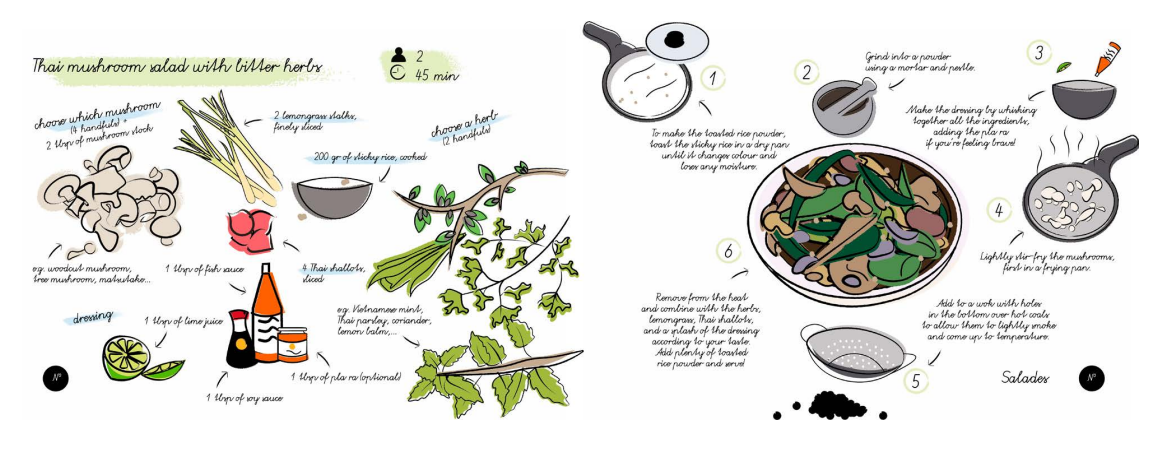 Thai mushroom salad with bitter herbs
2
45 min
choose which mushroom
(4 handfuls) +
2 tbsp of mushroom stock
2 lemongrass stalks,
finely sliced
choose a herb
(2 handfuls)
200 gr of sticky rice, cooked
e.g. woodcut mushroom,
tree mushroom, matsutake...
1 tbsp of fish sauce
4 Thai shallots,
sliced
dressing
1 tbsp of lime juice
e.g. Vietnamese mint,
Thai parsley, coriander,
lemon balm,...
1 tbsp of pla ra (optional)
1 tbsp of soy sauce
N°
1
To make the toasted rice powder,
toast the sticky rice in a dry pan
until it changes colour and
loses any moisture.
2
Grind into a powder
using a mortar and pestle.
3
Make the dressing by whisking
together all the ingredients,
adding the pla ra
if you're feeling brave!
4
Lightly stir-fry the mushrooms,
first in a frying pan.
5
Add to a wok with holes
in the bottom over hot coals
to allow them to lightly smoke
and come up to temperature.
6
Remove from the heat
and combine with the herbs,
lemongrass, Thai shallots,
and a splash of the dressing
according to your taste.
Add plenty of toasted
rice powder and serve!
Salades
N°